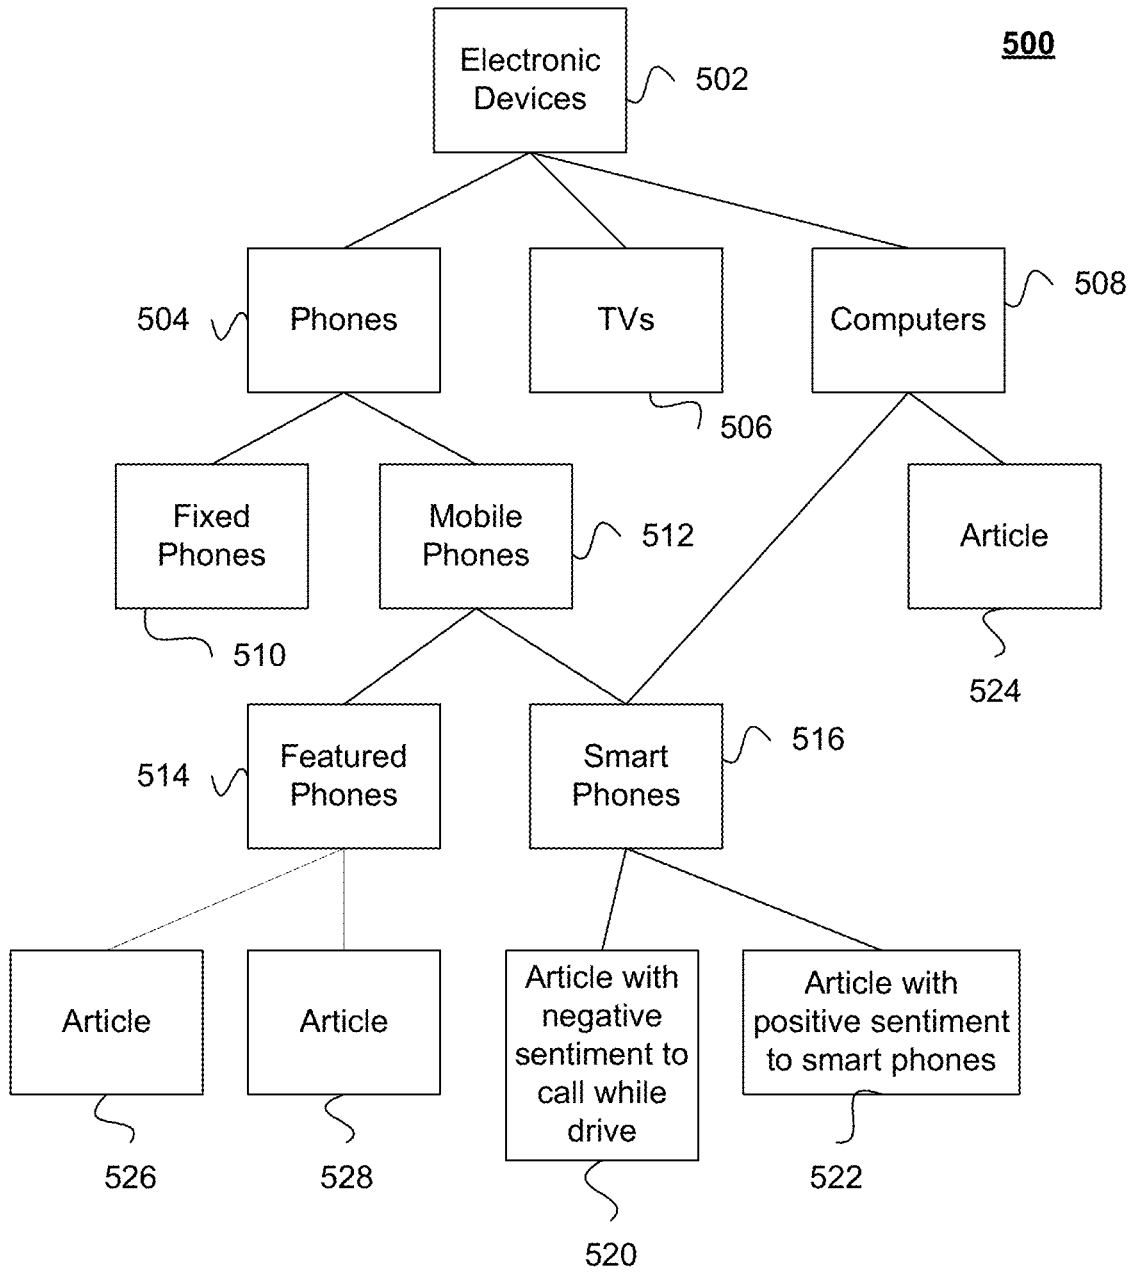 500
Electronic
Devices
502
504
Phones
TVs
506
Computers
508
Fixed
Phones
510
Mobile
Phones
512
Article
524
514
Featured
Phones
Smart
Phones
516
Article
526
Article
528
Article with
negative
sentiment to
call while
drive
520
Article with
positive sentiment
to smart phones
522